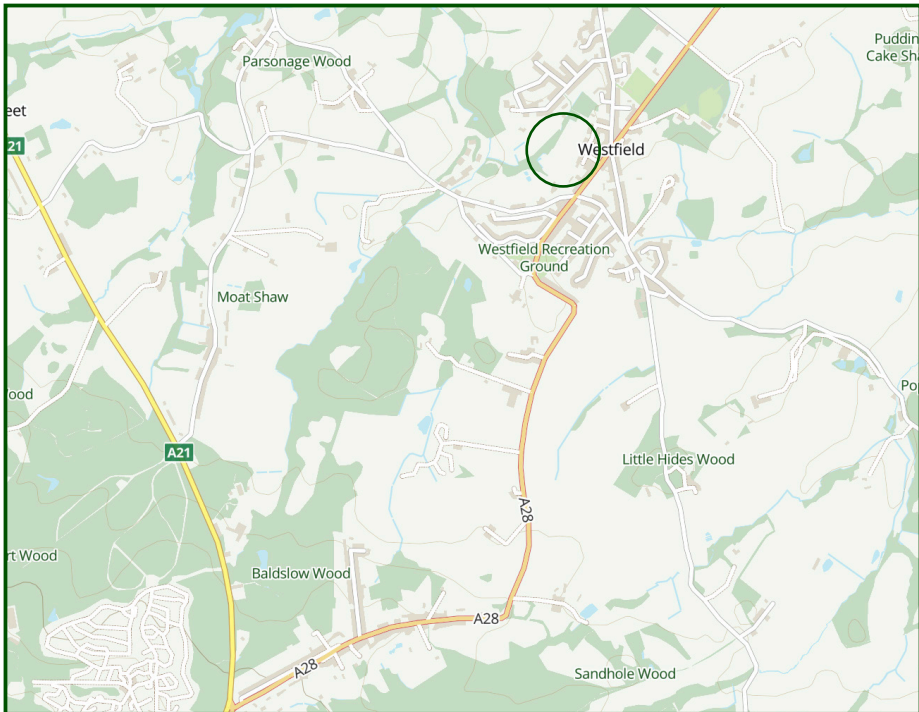 Parsonage Wood
Puddin
Cake Sha
eet
21
Westfield
Westfield Recreation
Ground
Moat Shaw
ood
Po
A21
Little Hides Wood
A28
rt Wood
Baldslow Wood
A28
A28
Sandhole Wood